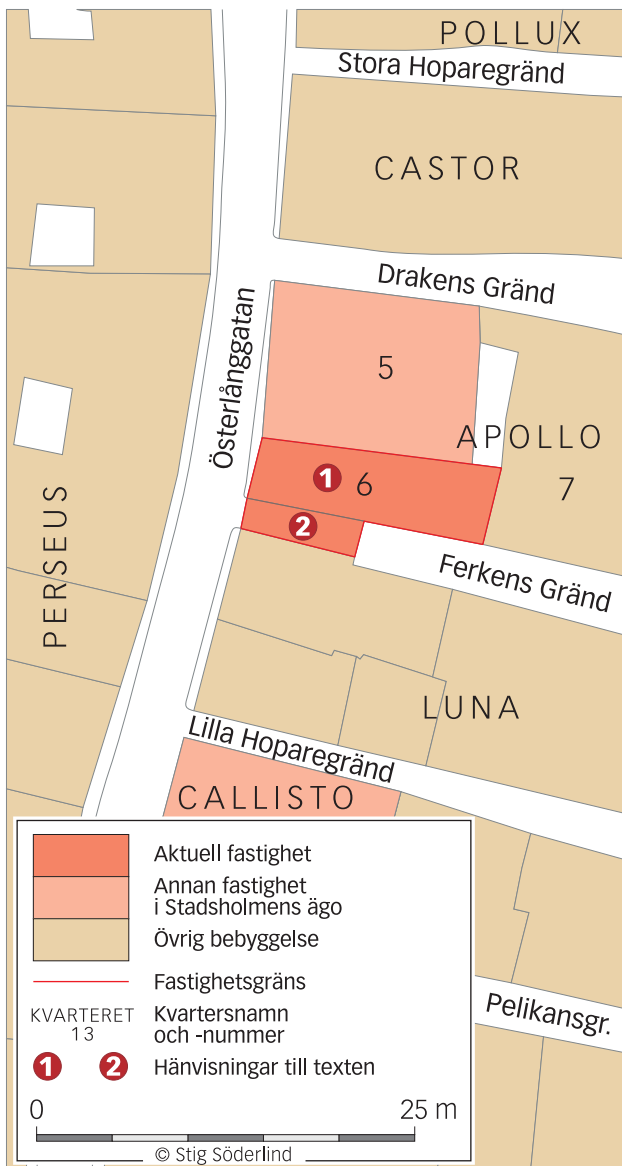 POLLUX
Stora Hoparegränd
CASTOR
Drakens Gränd
Österlånggatan
5
APOLLO
1
6
7
2
PERSEUS
Ferkens Gränd
LUNA
Lilla Hoparegränd
CALLISTO
Aktuell fastighet
Annan fastighet
i Stadsholmens ägo
Övrig bebyggelse
Fastighetsgräns
KVARTERET
13
Kvartersnamn
och -nummer
1 2 Hänvisningar till texten
Pelikansgr.
0 25 m
© Stig Söderlind